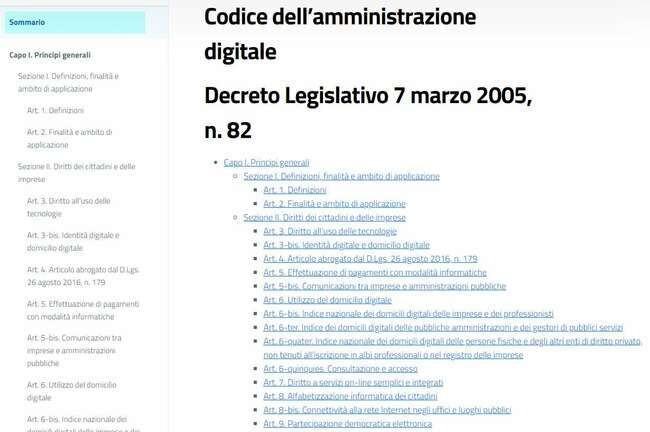 Sommario
Capo I. Principi generali
Sezione I. Definizioni, finalità e
ambito di applicazione
Art. 1. Definizioni
Art. 2. Finalità e ambito di
applicazione
Sezione II. Diritti dei cittadini e delle
imprese
Art. 3. Diritto all'uso delle
tecnologie
Art. 3-bis. Identità digitale e
domicilio digitale
Art. 4. Articolo abrogato dal D.Lgs.
26 agosto 2016, n. 179
Art. 5. Effettuazione di pagamenti
con modalità informatiche
Art. 5-bis. Comunicazioni tra
imprese e amministrazioni
pubbliche
Art. 6. Utilizzo del domicilio
digitale
Art. 6-bis. Indice nazionale dei
domicili digitali delle imprese e dei
Codice dell’amministrazione
digitale
Decreto Legislativo 7 marzo 2005,
n. 82
Capo I. Principi generali
Sezione I. Definizioni, finalità e ambito di applicazione
Art. 1. Definizioni
Art. 2. Finalità e ambito di applicazione
Sezione II. Diritti dei cittadini e delle imprese
Art. 3. Diritto all'uso delle tecnologie
Art. 3-bis. Identità digitale e domicilio digitale
Art. 4. Articolo abrogato dal D.Lgs. 26 agosto 2016, n. 179
Art. 5. Effettuazione di pagamenti con modalità informatiche
Art. 5-bis. Comunicazioni tra imprese e amministrazioni pubbliche
Art. 6. Utilizzo del domicilio digitale
Art. 6-bis. Indice nazionale dei domicili digitali delle imprese e dei professionisti
Art. 6-ter. Indice dei domicili digitali delle pubbliche amministrazioni e dei gestori di pubblici servizi
Art. 6-quater. Indice nazionale dei domicili digitali delle persone fisiche e degli altri enti di diritto privato,
non tenuti all'iscrizione in albi professionali o nel registro delle imprese
Art. 6-quinquies. Consultazione e accesso
Art. 7. Diritto a servizi on-line semplici e integrati
Art. 8. Alfabetizzazione informatica dei cittadini
Art. 8-bis. Connettività alla rete Internet negli uffici e luoghi pubblici
Art. 9. Partecipazione democratica elettronica